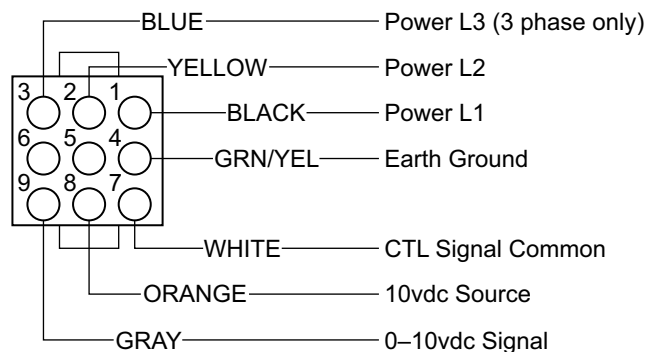 BLUE Power L3 (3 phase only)
YELLOW Power L2
3 2 1
BLACK Power L1
6 5 4
GRN/YEL Earth Ground
9 8 7
WHITE CTL Signal Common
ORANGE 10vdc Source
GRAY 0–10vdc Signal